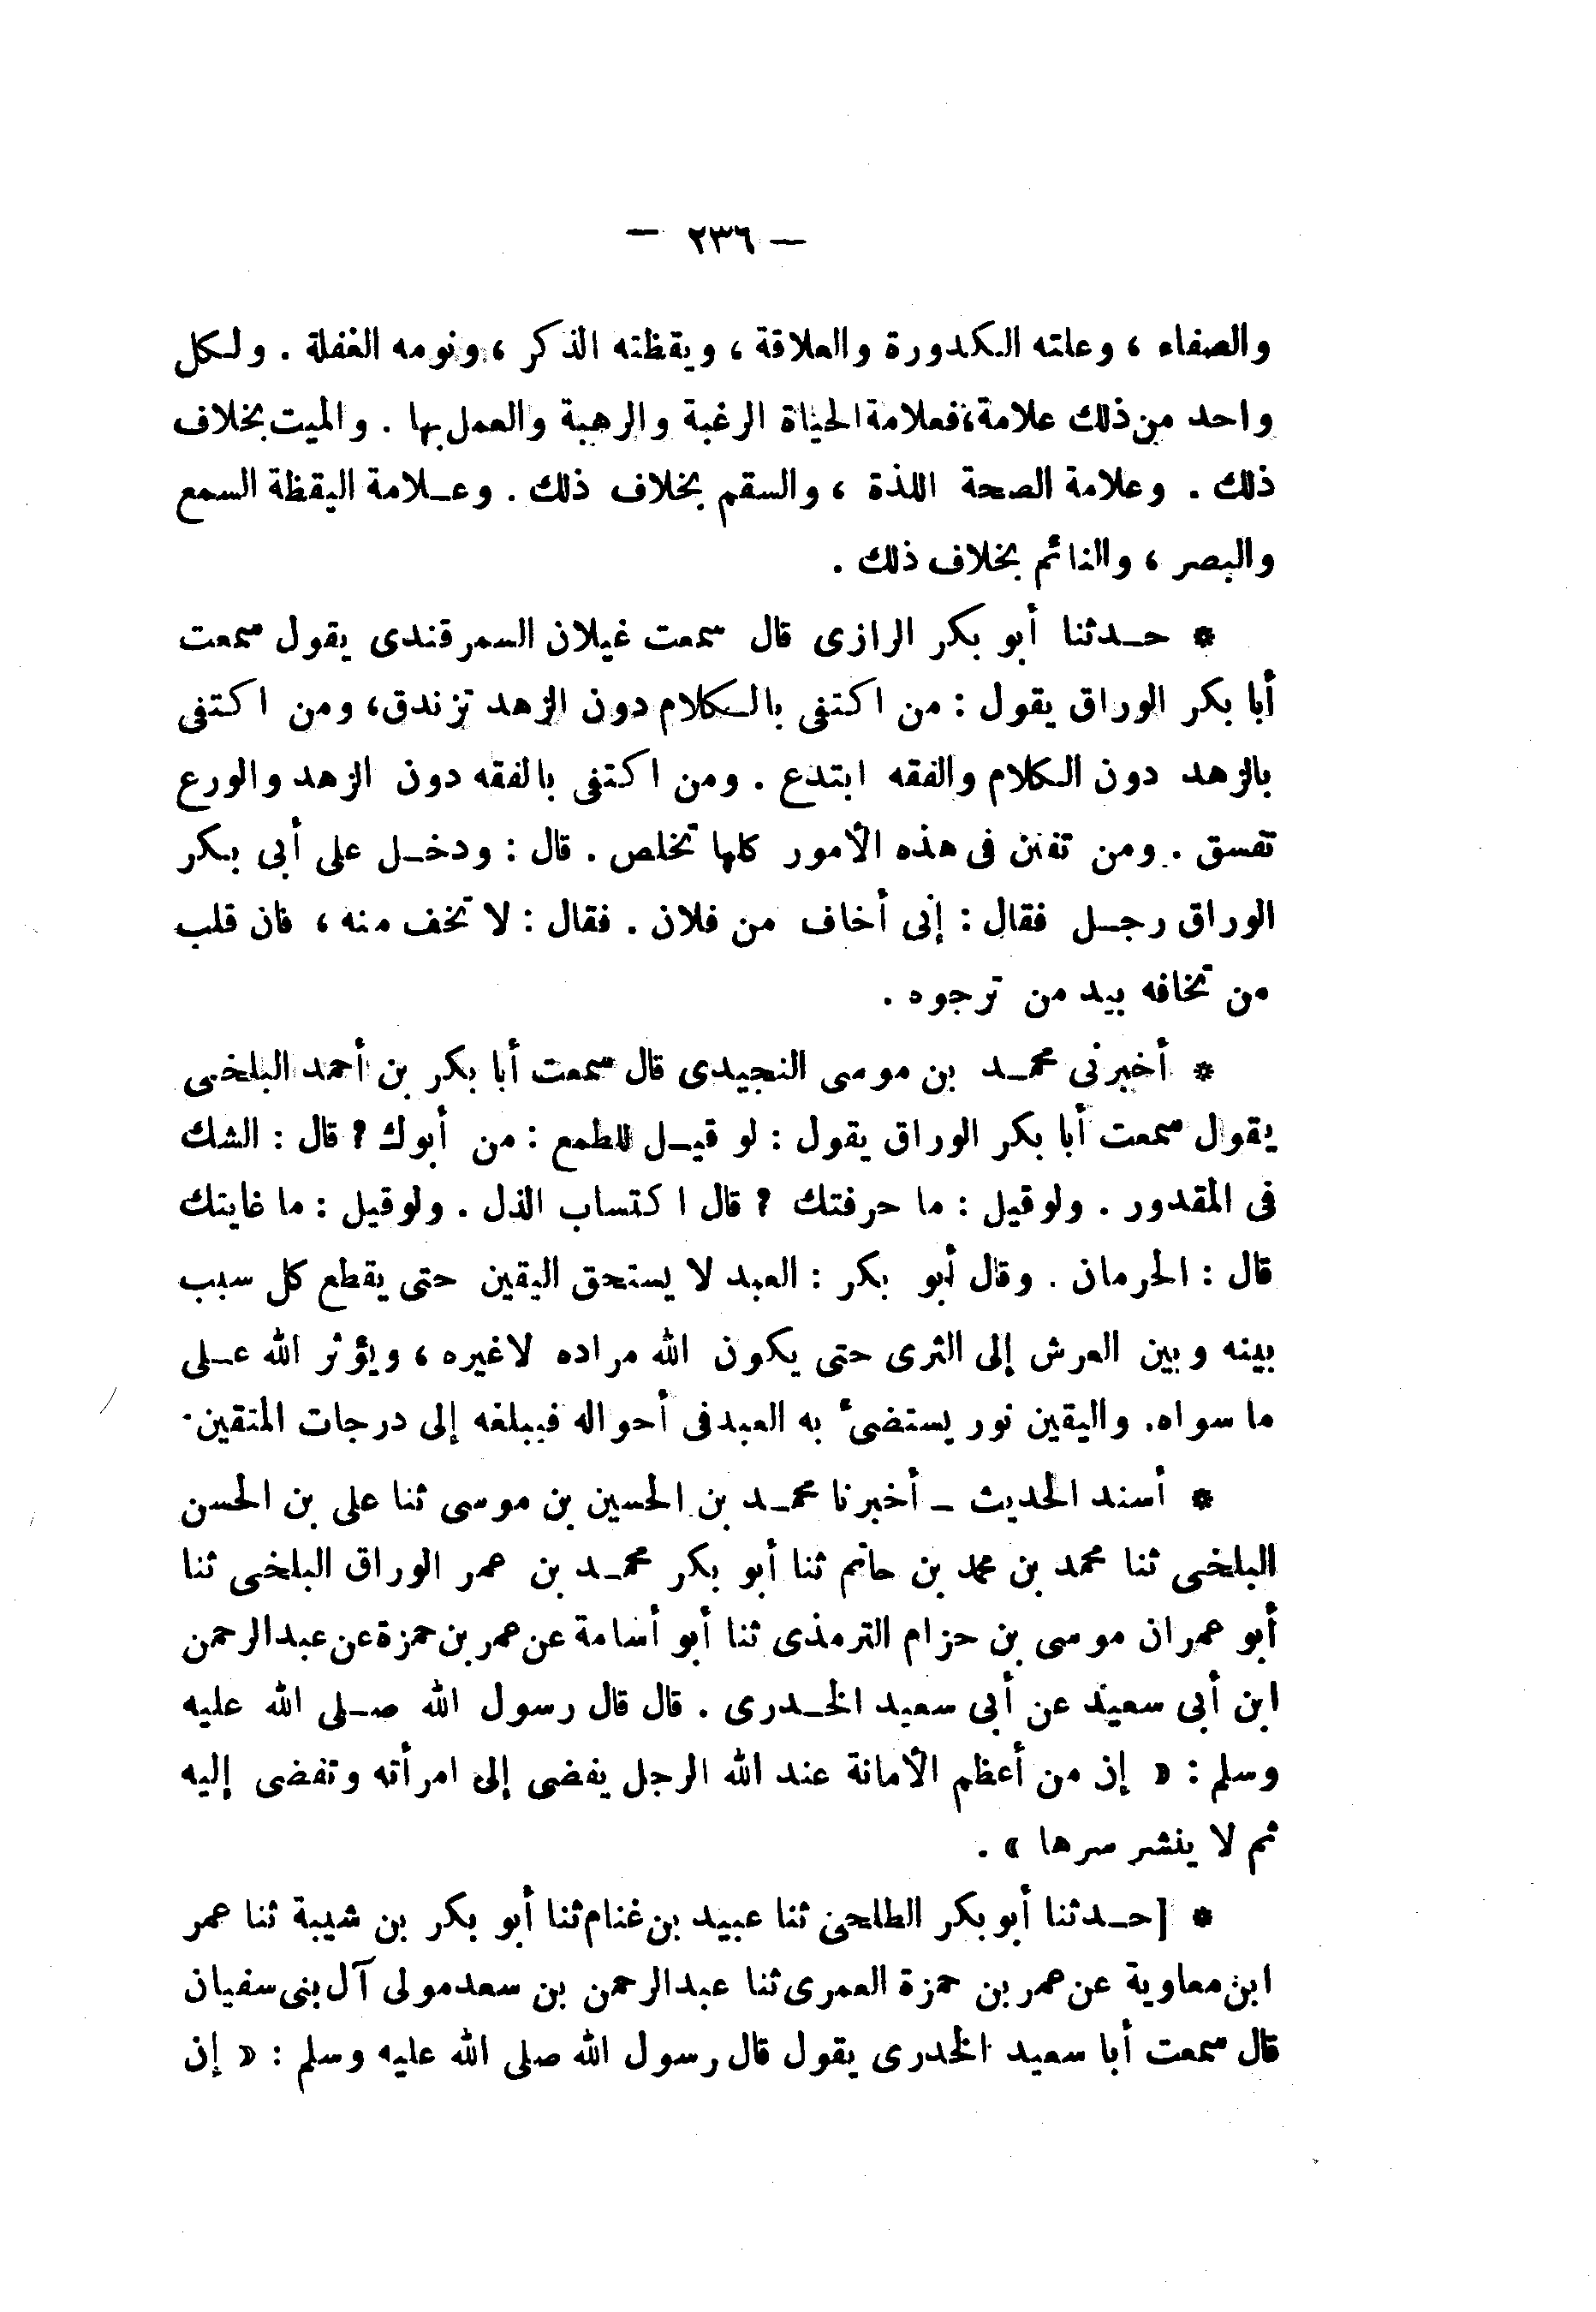 — ٢٣٦ —
والصفاء ، وعلته الكدورة والعلاقة ، ويقظته الذكر ، ونومه الغفلة . ولكل
واحد من ذلك علامة ، فعلامة الحياة الرغبة والرهبة والعمل بها . والميت بخلاف
ذلك . وعلامة الصحة اللذة ، والسقم بخلاف ذلك . وعلامة اليقظة السمع
والبصر ، والنائم بخلاف ذلك .
* حدثنا أبو بكر الرازى قال سمعت غيلان السمرقندى يقول سمعت
أبا بكر الوراق يقول : من اكتفى بالكلام دون الزهد تزندق ، ومن اكتفى
بالزهد دون الكلام والفقه ابتدع . ومن اكتفى بالفقه دون الزهد والورع
تفسق . ومن تفنن فى هذه الأمور كلها تخلص . قال : ودخل على أبى بكر
الوراق رجل فقال : إنى أخاف من فلان . فقال : لا تخف منه ، فان قلب
من تخافه بيد من ترجوه .
* أخبرنى محمد بن موسى النجيدى قال سمعت أبا بكر بن أحمد البلخى
يقول سمعت أبا بكر الوراق يقول : لو قيل للطمع : من أبوك ؟ قال : الشك
فى المقدور . ولو قيل : ما حرفتك ؟ قال اكتساب الذل . ولو قيل : ما غايتك
قال : الحرمان . وقال أبو بكر : العبد لا يستحق اليقين حتى يقطع كل سبب
بينه وبين العرش إلى الثرى حتى يكون الله مراده لاغيره ، ويؤثر الله على
ما سواه . واليقين نور يستضىء به العبد فى أحواله فيبلغه إلى درجات المتقين .
* أسند الحديث - أخبرنا محمد بن الحسين بن موسى ثنا على بن الحسن
البلخى ثنا محمد بن محمد بن حاتم ثنا أبو بكر محمد بن عمر الوراق البلخى ثنا
أبو عمران موسى بن حزام الترمذى ثنا أبو أسامة عن عمر بن حمزة عن عبد الرحمن
ابن أبى سعيد عن أبى سعيد الخدرى . قال قال رسول الله صلى الله عليه
وسلم : « إن من أعظم الأمانة عند الله الرجل يفضى إلى امرأته وتفضى إليه
ثم لا ينشر سرها » .
* [حدثنا أبو بكر الطلحى ثنا عبيد بن غنام ثنا أبو بكر بن شيبة ثنا عمر
ابن معاوية عن عمر بن حمزة العمرى ثنا عبد الرحمن بن سعد مولى آل بنى سفيان
قال سمعت أبا سعيد الخدرى يقول قال رسول الله صلى الله عليه وسلم : « إن